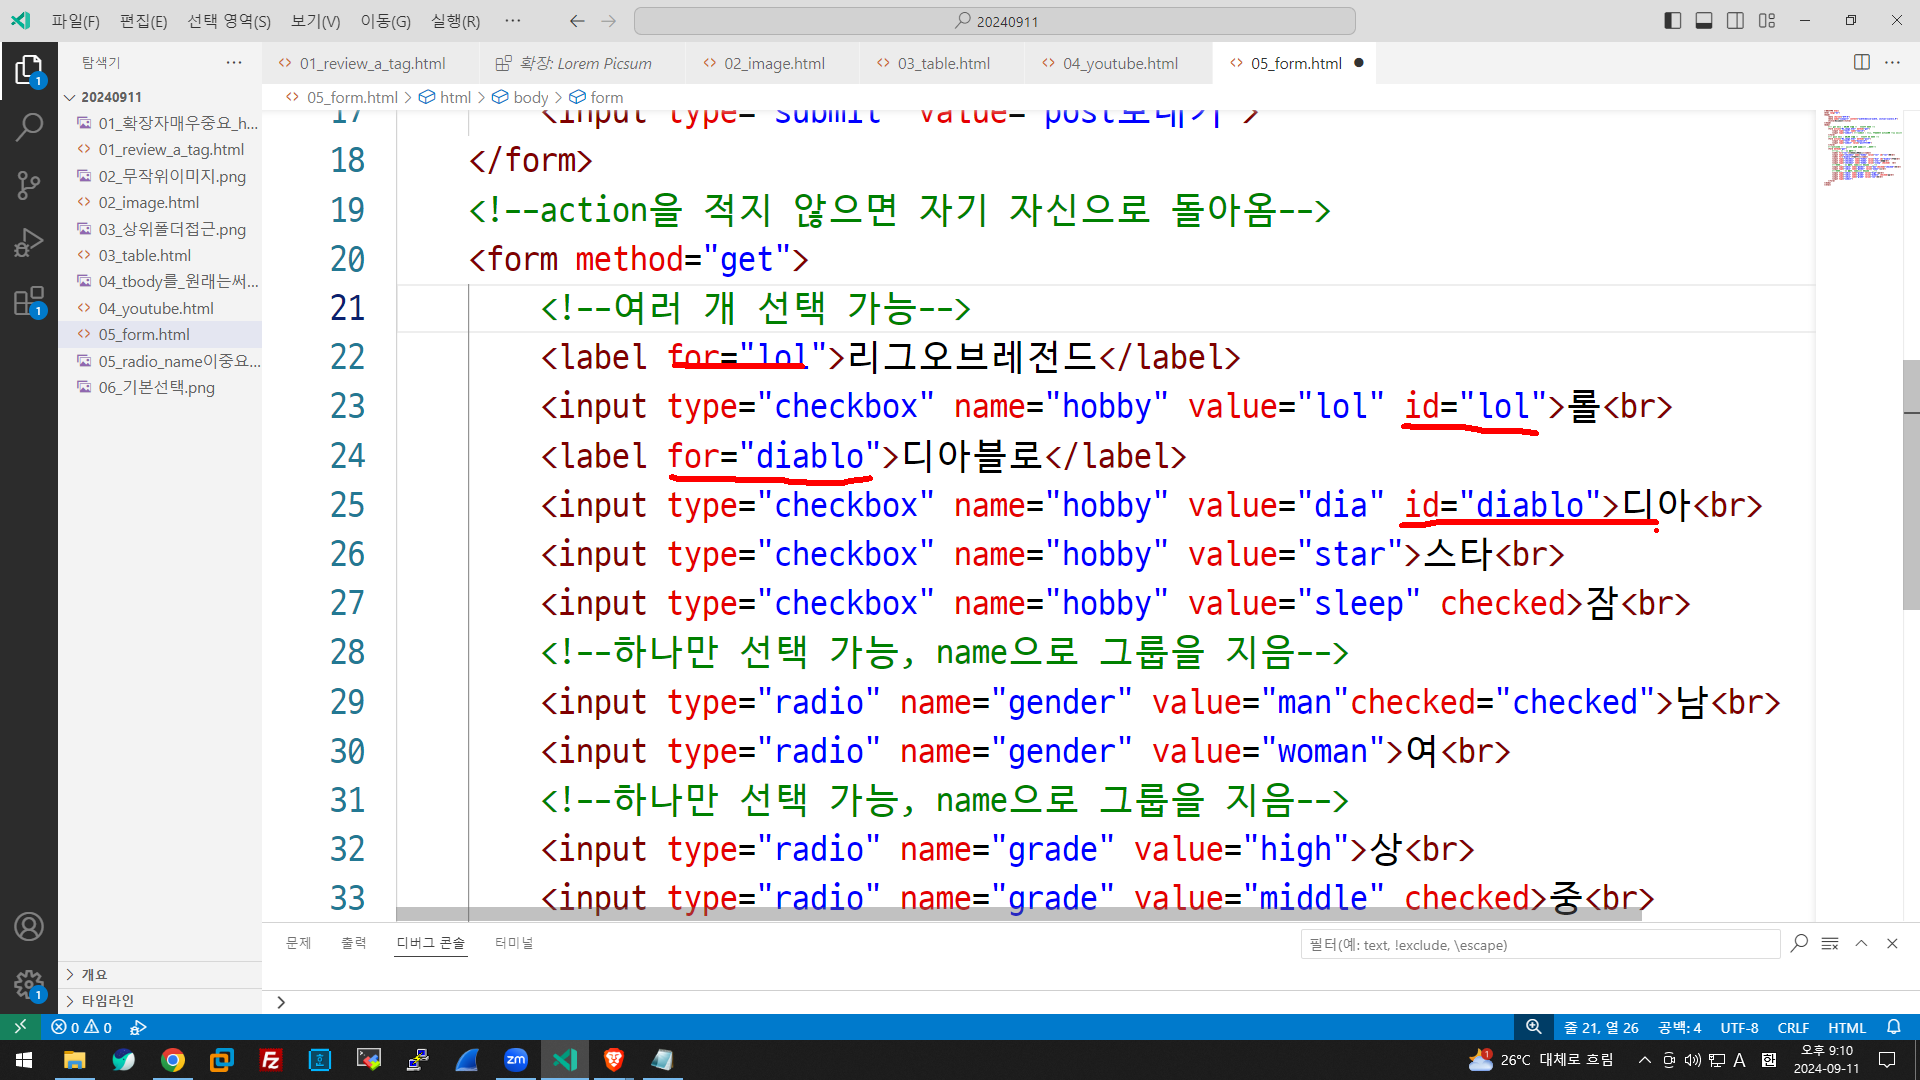 파일(F) 편집(E) 선택 영역(S) 보기(V) 이동(G) 실행(R) ··· 20240911
탐색기 ···
20240911
01_확장자매우중요_h...
01_review_a_tag.html
02_무작위이미지.png
02_image.html
03_상위폴더접근.png
03_table.html
04_tbody를_원래는써...
04_youtube.html
05_form.html
05_radio_name이중요...
06_기본선택.png
개요
타임라인
01_review_a_tag.html 확장: Lorem Picsum 02_image.html 03_table.html 04_youtube.html 05_form.html
05_form.html > html > body > form
17 <input type="submit" value="post보내기">
18 </form>
19 <!--action을 적지 않으면 자기 자신으로 돌아옴-->
20 <form method="get">
21 <!--여러 개 선택 가능-->
22 <label for="lol">리그오브레전드</label>
23 <input type="checkbox" name="hobby" value="lol" id="lol">롤<br>
24 <label for="diablo">디아블로</label>
25 <input type="checkbox" name="hobby" value="dia" id="diablo">디아<br>
26 <input type="checkbox" name="hobby" value="star">스타<br>
27 <input type="checkbox" name="hobby" value="sleep" checked>잠<br>
28 <!--하나만 선택 가능, name으로 그룹을 지음-->
29 <input type="radio" name="gender" value="man"checked="checked">남<br>
30 <input type="radio" name="gender" value="woman">여<br>
31 <!--하나만 선택 가능, name으로 그룹을 지음-->
32 <input type="radio" name="grade" value="high">상<br>
33 <input type="radio" name="grade" value="middle" checked>중<br>
문제 출력 디버그 콘솔 터미널 필터(예: text, !exclude, \escape)
0 0 줄 21, 열 26 공백: 4 UTF-8 CRLF HTML
26°C 대체로 흐림 A 한 오후 9:10
2024-09-11